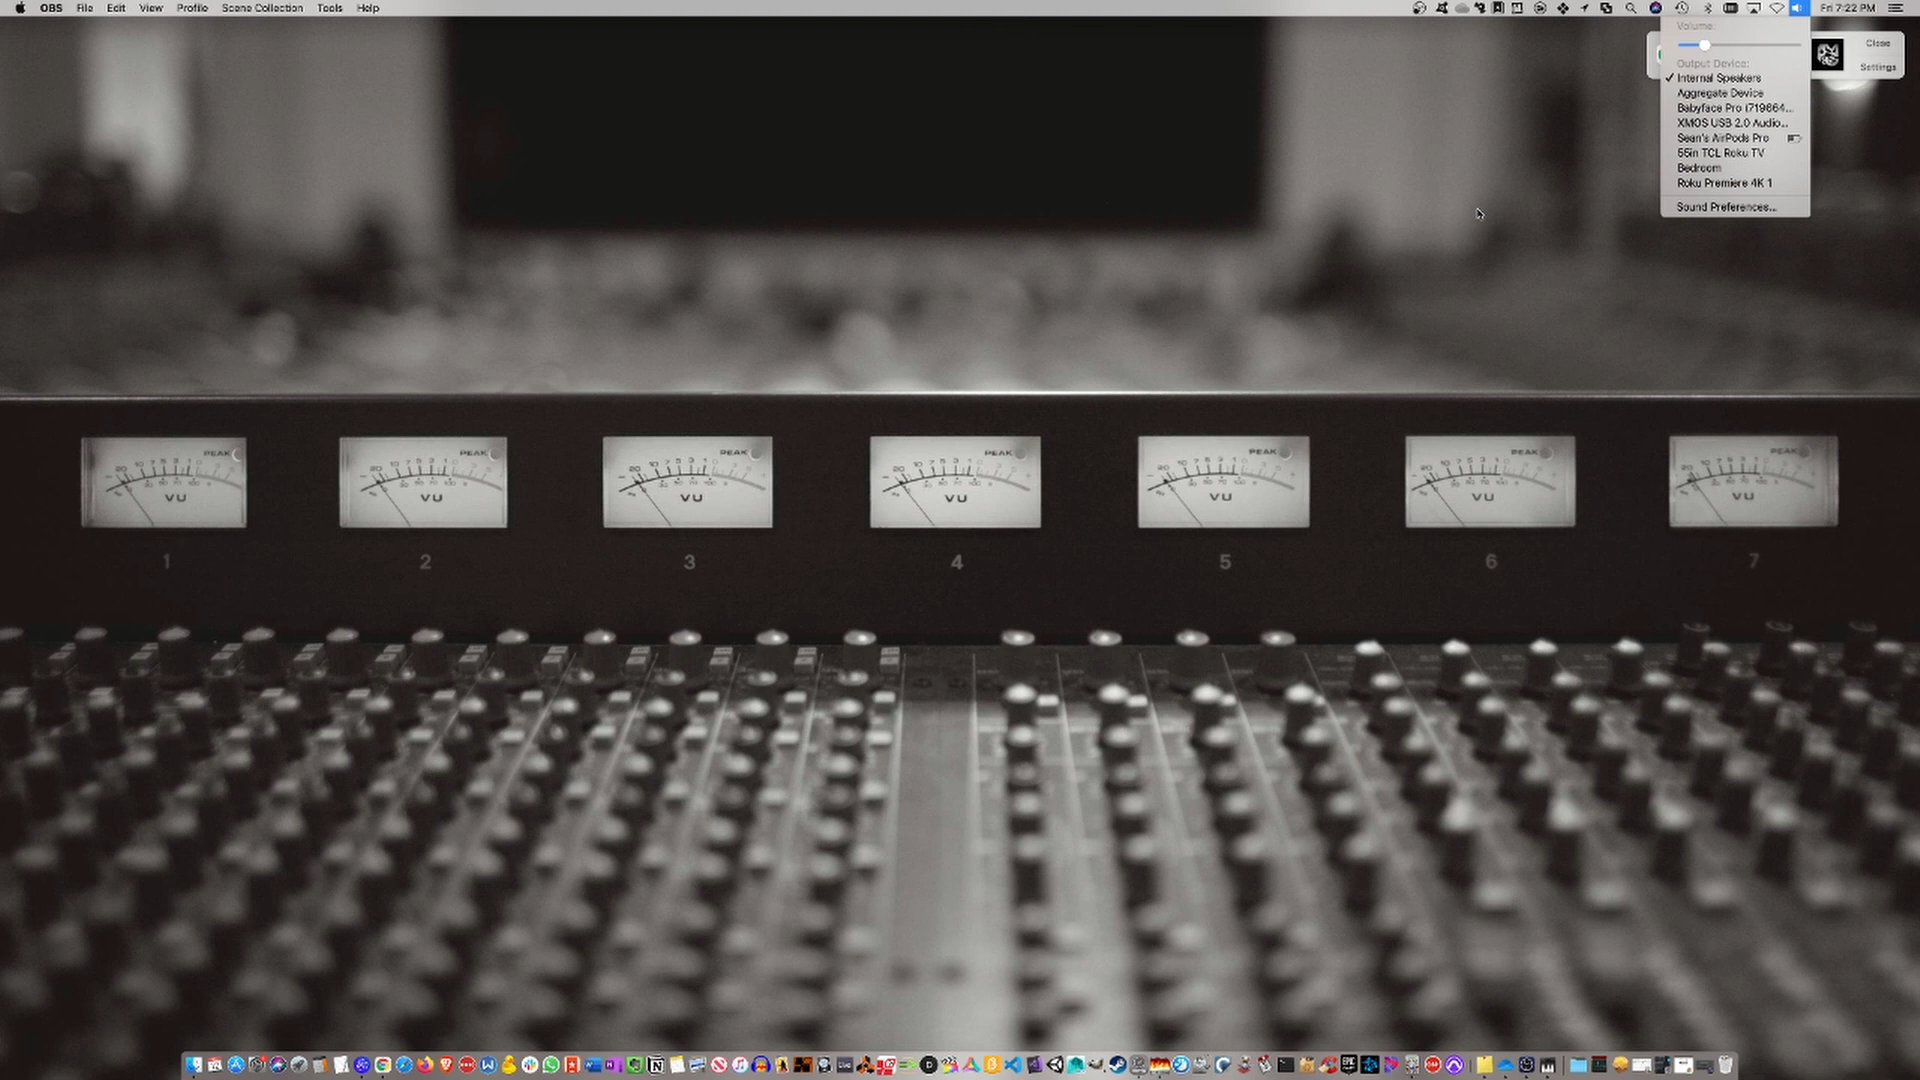 OBS File Edit View Profile Scene Collection Tools Help
Fri 7:22 PM
Volume:
Output Device:
✓ Internal Speakers
Aggregate Device
Babyface Pro (719664...
XMOS USB 2.0 Audio...
Sean's AirPods Pro
55in TCL Roku TV
Bedroom
Roku Premiere 4K 1
Sound Preferences...
Close
Settings
PEAK PEAK PEAK PEAK PEAK PEAK PEAK
VU VU VU VU VU VU VU
1 2 3 4 5 6 7